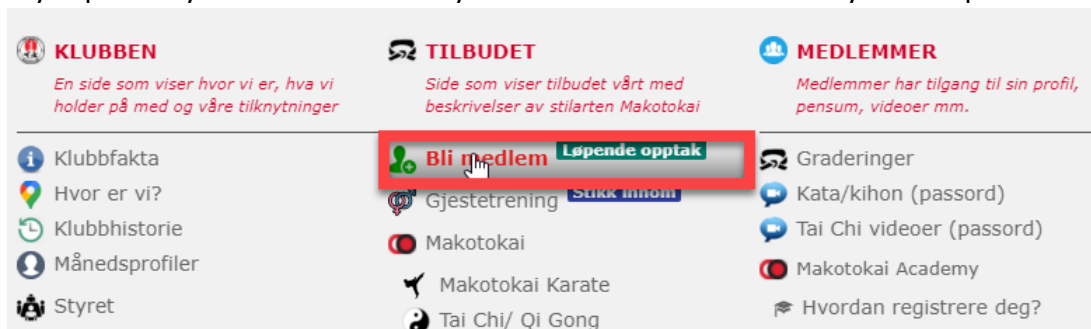 KLUBBEN
En side som viser hvor vi er, hva vi
holder på med og våre tilknytninger
Klubbfakta
Hvor er vi?
Klubbhistorie
Månedsprofiler
Styret
TILBUDET
Side som viser tilbudet vårt med
beskrivelser av stilarten Makotokai
Bli medlem Løpende opptak
Gjestetrening Stikk innom
Makotokai
Makotokai Karate
Tai Chi/ Qi Gong
MEDLEMMER
Medlemmer har tilgang til sin profil,
pensum, videoer mm.
Graderinger
Kata/kihon (passord)
Tai Chi videoer (passord)
Makotokai Academy
Hvordan registrere deg?